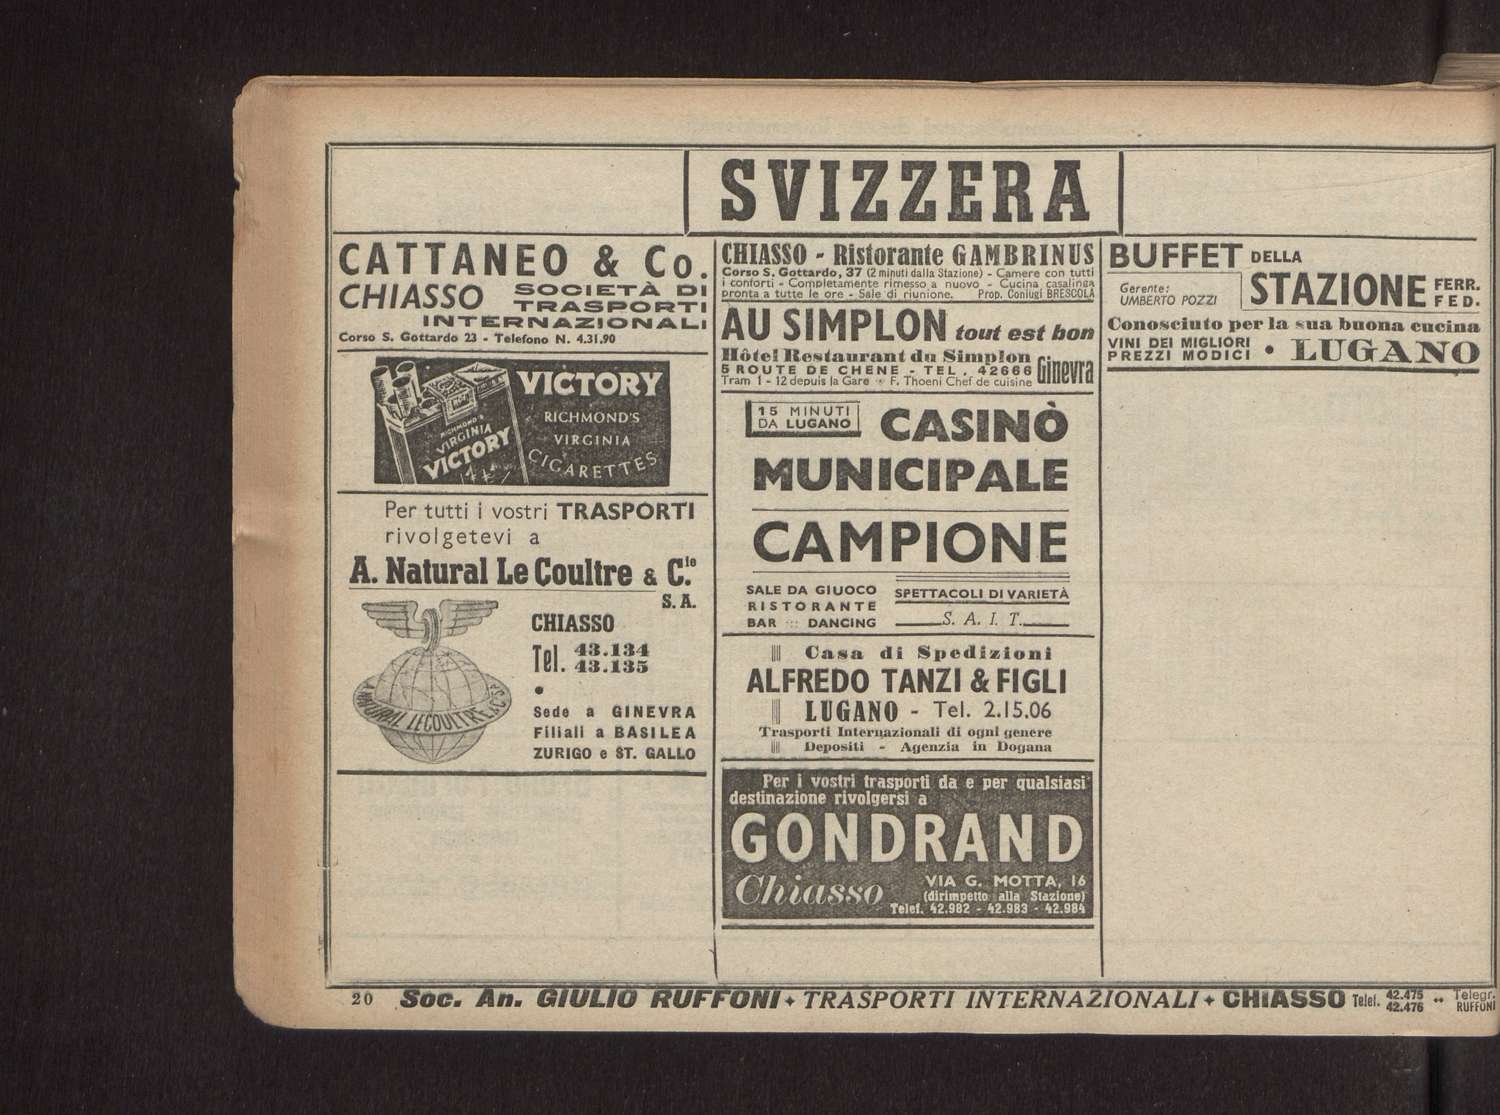 SVIZZERA
CATTANEO & Co.
CHIASSO SOCIETÀ DI
TRASPORTI
INTERNAZIONALI
Corso S. Gottardo 23 - Telefono N. 4.31.90
VICTORY
RICHMOND'S
VIRGINIA
CIGARETTES
RICHMOND'S
VIRGINIA
VICTORY
Per tutti i vostri TRASPORTI
rivolgetevi a
A. Natural Le Coultre & C.ie
S. A.
A. NATURAL LECOULTRE & C. S.A.
CHIASSO
Tel. 43.134
43.135
Sede a GINEVRA
Filiali a BASILEA
ZURIGO e ST. GALLO
CHIASSO - Ristorante GAMBRINUS
Corso S. Gottardo, 37 (2 minuti dalla Stazione) - Camere con tutti
i conforti - Completamente rimesso a nuovo - Cucina casalinga
pronta a tutte le ore - Sale di riunione. Prop. Coniugi BRESCOLA
AU SIMPLON tout est bon
Hôtel Restaurant du Simplon
5 ROUTE DE CHENE - TEL. 42666 Ginevra
Tram 1 - 12 depuis la Gare * F. Thoeni Chef de cuisine
15 MINUTI
DA LUGANO
CASINÒ
MUNICIPALE
CAMPIONE
SALE DA GIUOCO
RISTORANTE
BAR ::: DANCING
SPETTACOLI DI VARIETÀ
S. A. I. T.
Casa di Spedizioni
ALFREDO TANZI & FIGLI
LUGANO - Tel. 2.15.06
Trasporti Internazionali di ogni genere
Depositi - Agenzia in Dogana
Per i vostri trasporti da e per qualsiasi
destinazione rivolgersi a
GONDRAND
Chiasso VIA G. MOTTA, 16
(dirimpetto alla Stazione)
Telef. 42.982 - 42.983 - 42.984
BUFFET DELLA
Gerente:
UMBERTO POZZI
STAZIONE FERR.
FED.
Conosciuto per la sua buona cucina
VINI DEI MIGLIORI
PREZZI MODICI • LUGANO
20 Soc. An. GIULIO RUFFONI + TRASPORTI INTERNAZIONALI + CHIASSO Telef. 42.475
42.476 •• Telegr.
RUFFONI